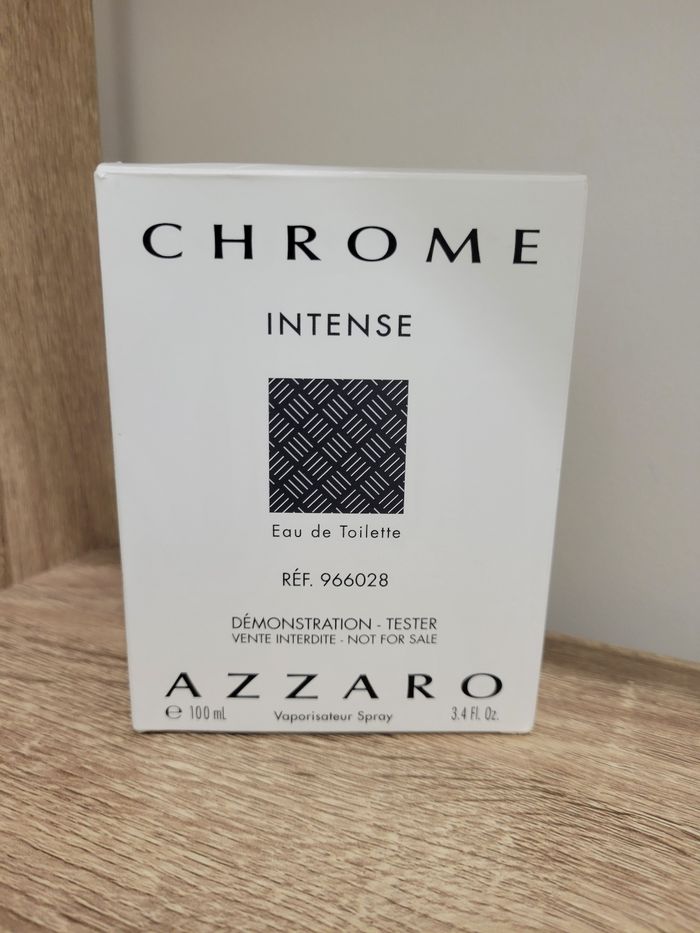 CHROME
INTENSE
Eau de Toilette
RÉF. 966028
DÉMONSTRATION - TESTER
VENTE INTERDITE - NOT FOR SALE
AZZARO
℮ 100 mL Vaporisateur Spray 3.4 Fl. Oz.